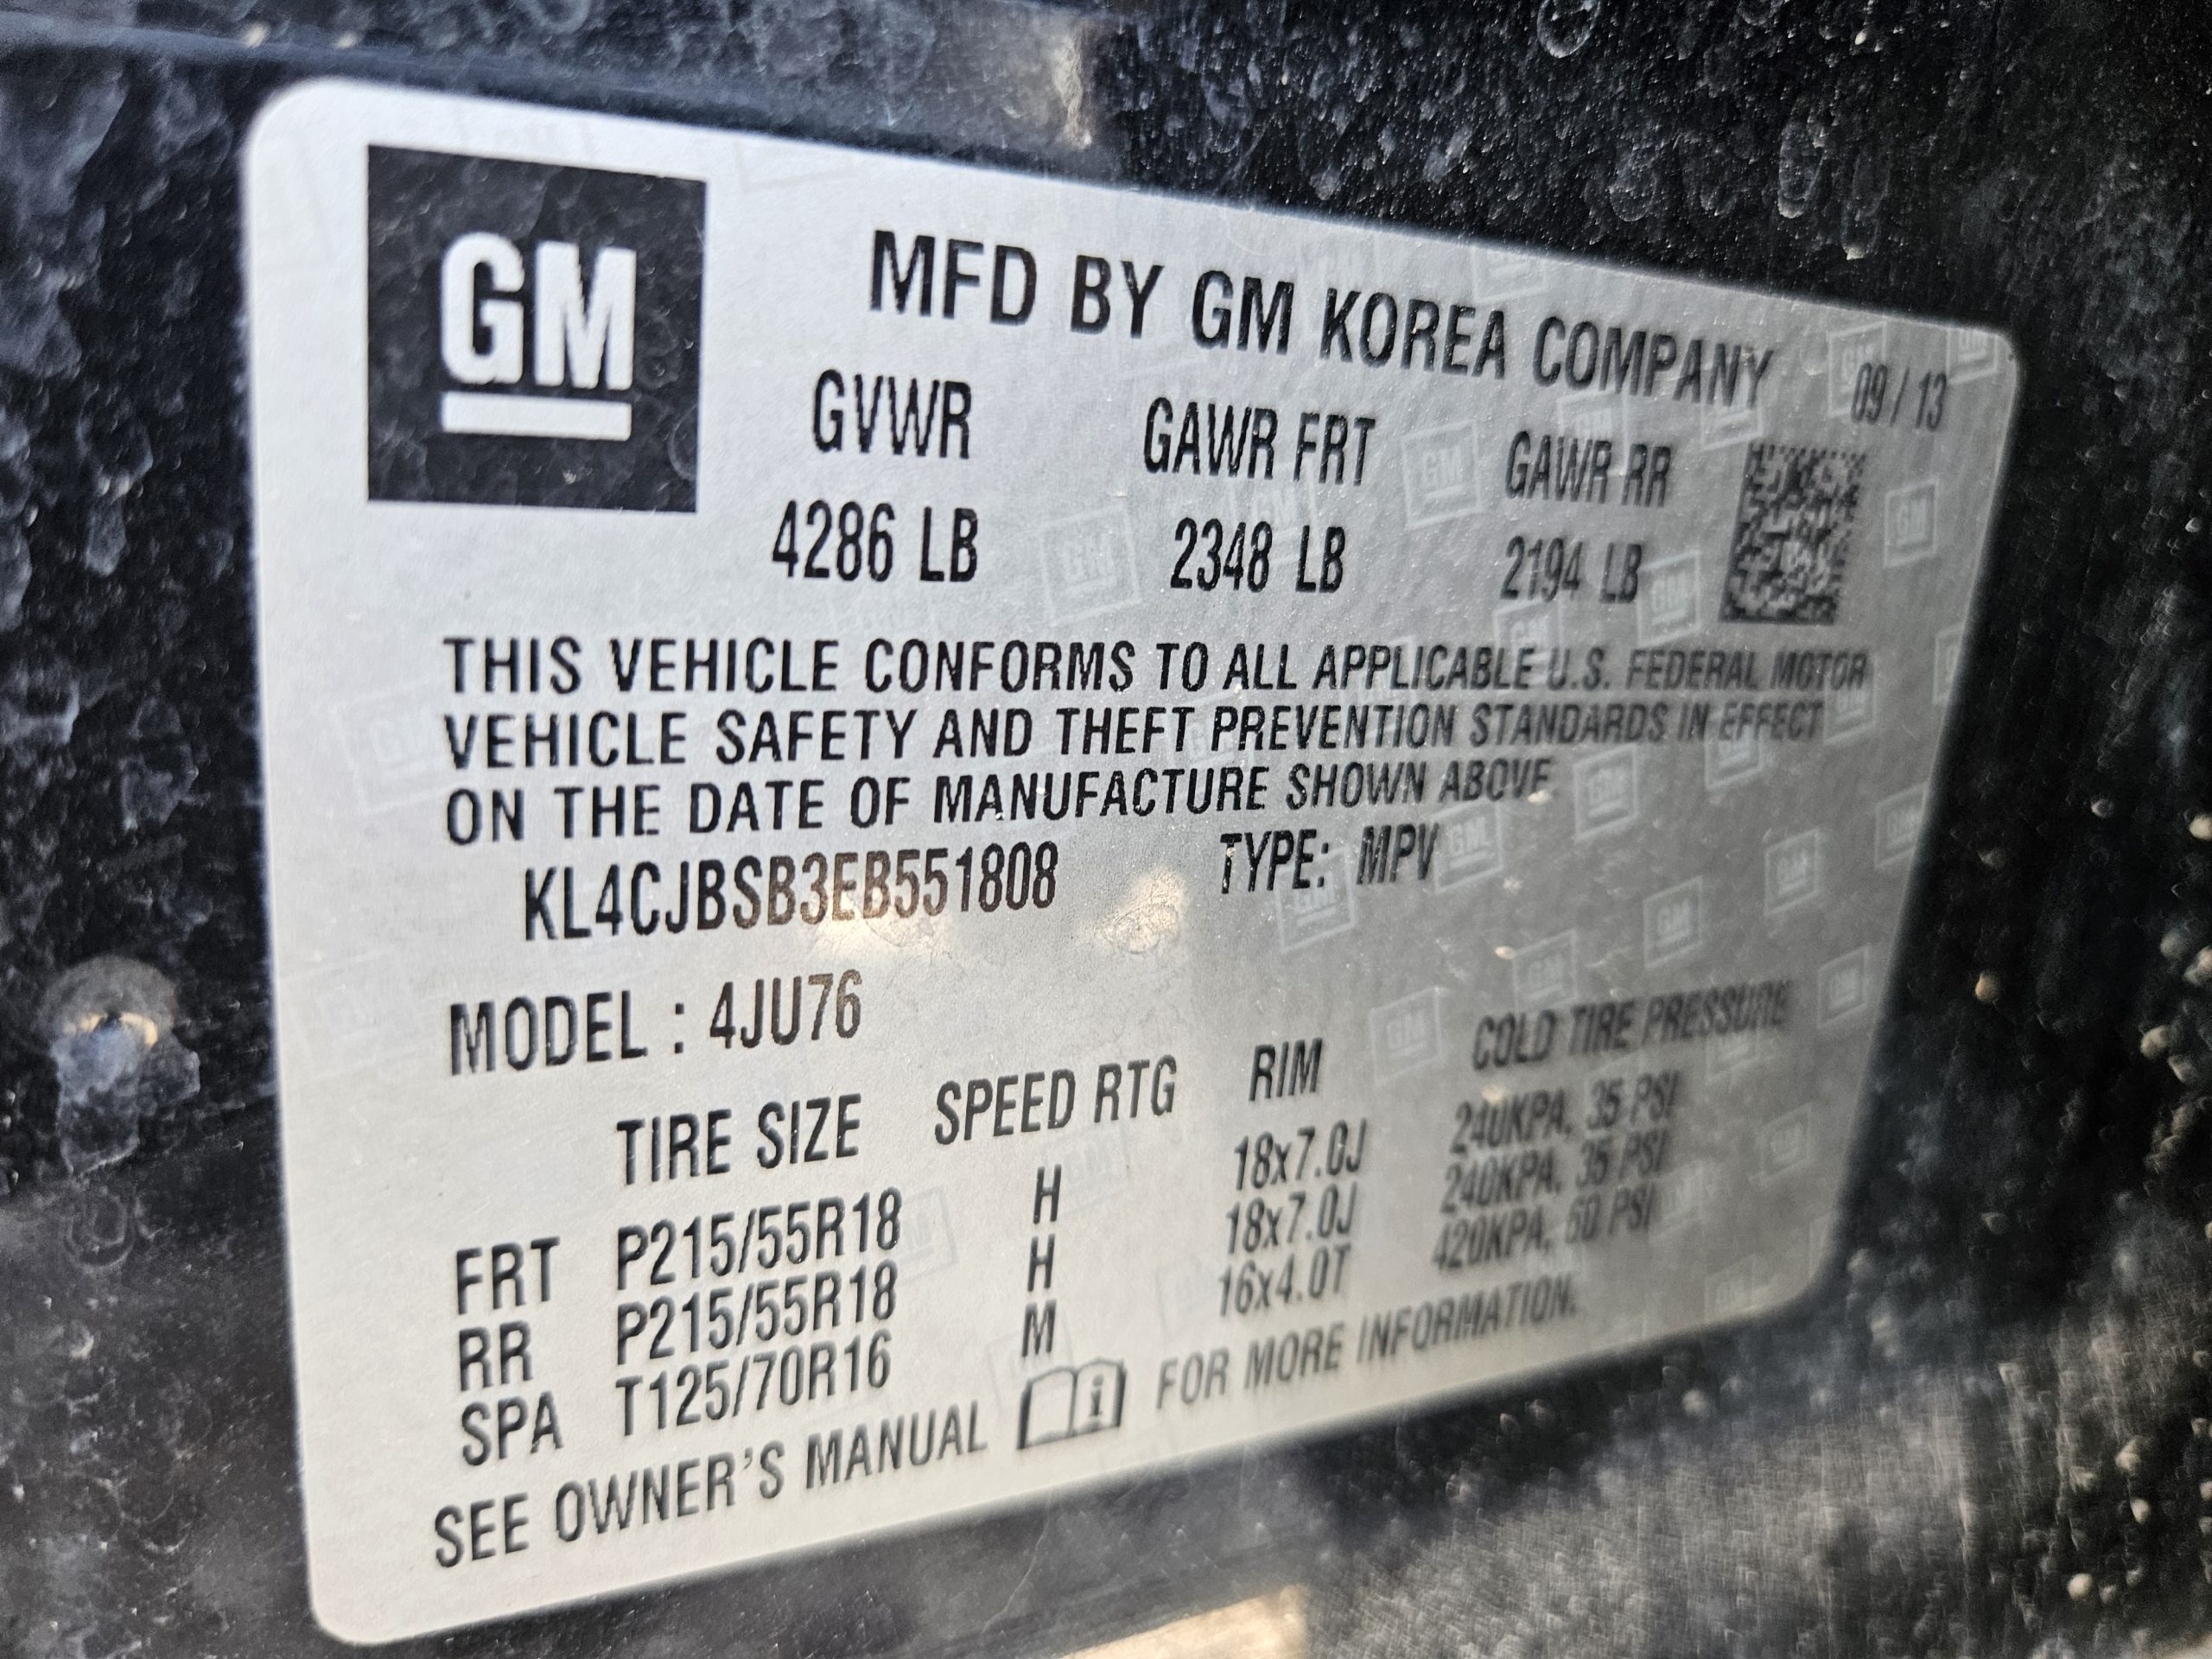 GM
MFD BY GM KOREA COMPANY 09 / 13
GVWR GAWR FRT GAWR RR
4286 LB 2348 LB 2194 LB
THIS VEHICLE CONFORMS TO ALL APPLICABLE U.S. FEDERAL MOTOR
VEHICLE SAFETY AND THEFT PREVENTION STANDARDS IN EFFECT
ON THE DATE OF MANUFACTURE SHOWN ABOVE
KL4CJBSB3EB551808 TYPE: MPV
MODEL : 4JU76
TIRE SIZE SPEED RTG RIM COLD TIRE PRESSURE
FRT P215/55R18 H 18x7.0J 240KPA, 35 PSI
RR P215/55R18 H 18x7.0J 240KPA, 35 PSI
SPA T125/70R16 M 16x4.0T 420KPA, 60 PSI
SEE OWNER'S MANUAL FOR MORE INFORMATION.